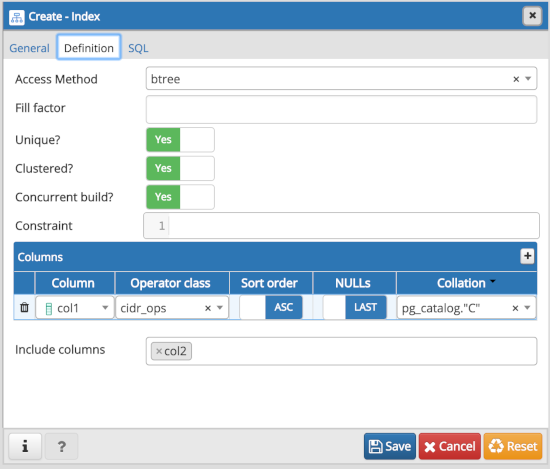 Create - Index
General Definition SQL
Access Method btree
Fill factor
Unique? Yes
Clustered? Yes
Concurrent build? Yes
Constraint 1
Columns
Column Operator class Sort order NULLs Collation
col1 cidr_ops ASC LAST pg_catalog."C"
Include columns ×col2
i ? Save Cancel Reset